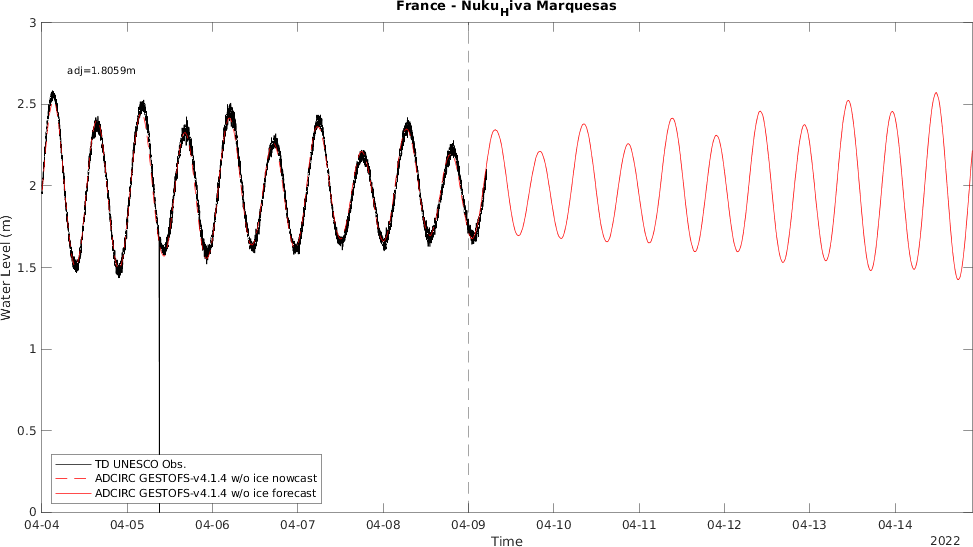 France - Nuku_Hiva Marquesas
3
adj=1.8059m
2.5
2
1.5
1
0.5
0
Water Level (m)
TD UNESCO Obs.
ADCIRC GESTOFS-v4.1.4 w/o ice nowcast
ADCIRC GESTOFS-v4.1.4 w/o ice forecast
04-04 04-05 04-06 04-07 04-08 04-09 04-10 04-11 04-12 04-13 04-14
Time
2022